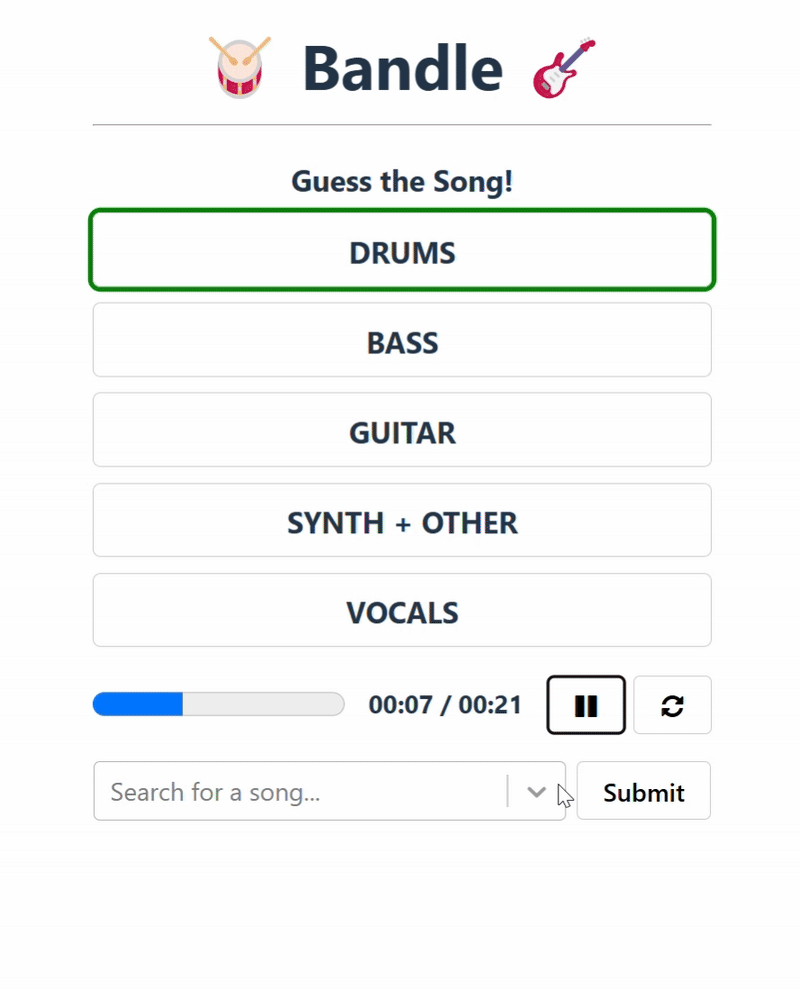 Bandle
Guess the Song!
DRUMS
BASS
GUITAR
SYNTH + OTHER
VOCALS
00:07 / 00:21
Search for a song...
Submit